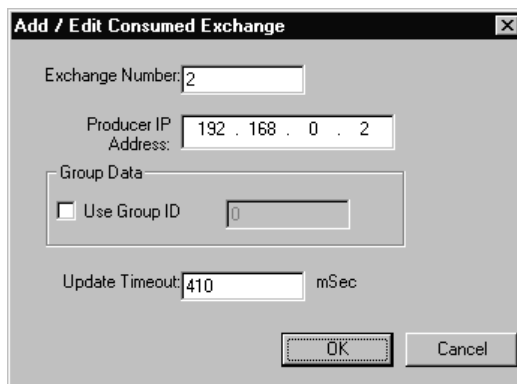 Add / Edit Consumed Exchange
Exchange Number: 2
Producer IP Address: 192 . 168 . 0 . 2
Group Data
Use Group ID 0
Update Timeout: 410 mSec
OK Cancel